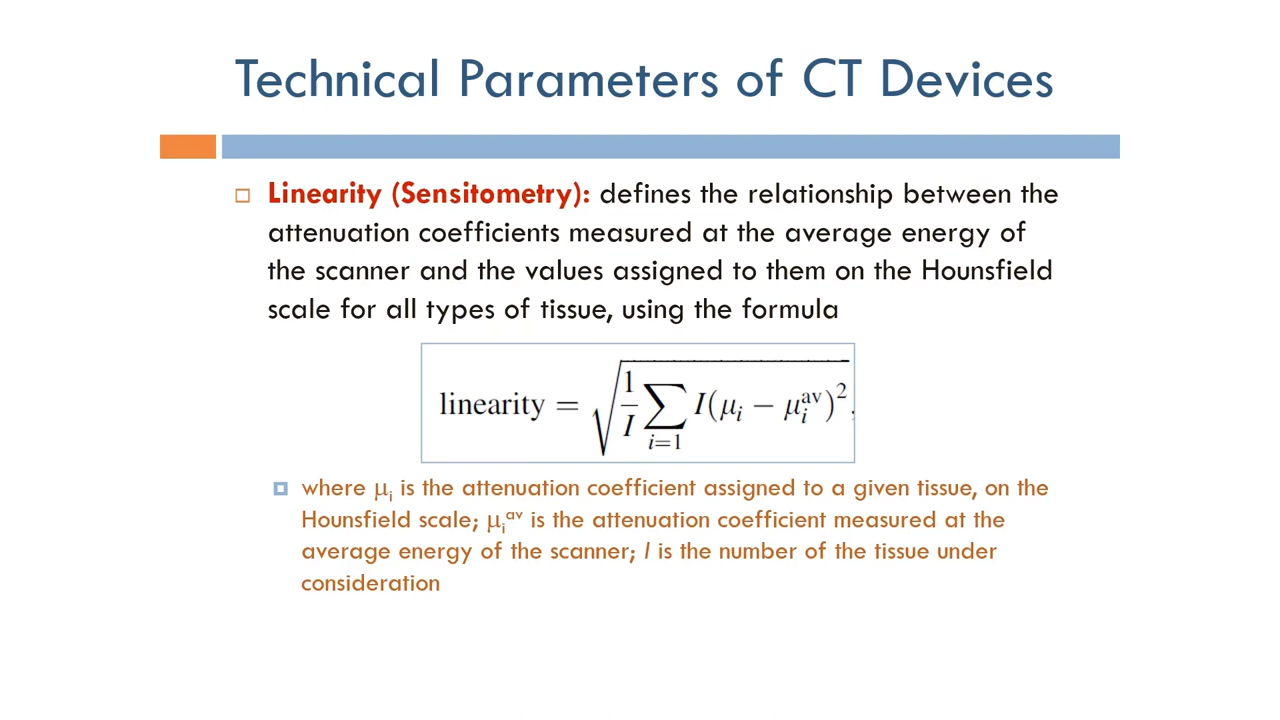 Technical Parameters of CT Devices
Linearity (Sensitometry): defines the relationship between the
attenuation coefficients measured at the average energy of
the scanner and the values assigned to them on the Hounsfield
scale for all types of tissue, using the formula
linearity = √(1/I ∑_{i=1} I(μ_i − μ_i^{av})²,
where μ_i is the attenuation coefficient assigned to a given tissue, on the
Hounsfield scale; μ_i^{av} is the attenuation coefficient measured at the
average energy of the scanner; I is the number of the tissue under
consideration